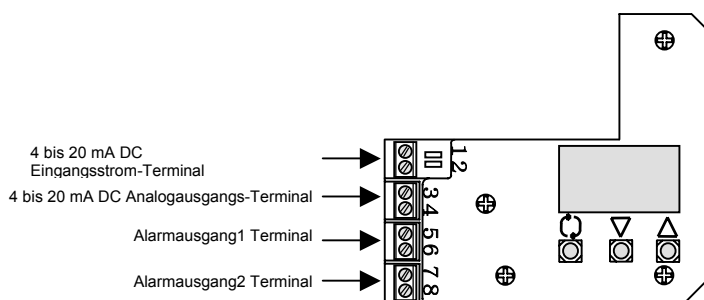 4 bis 20 mA DC
Eingangsstrom-Terminal
4 bis 20 mA DC Analogausgangs-Terminal
Alarmausgang1 Terminal
Alarmausgang2 Terminal
1 2
3 4
5 6
7 8